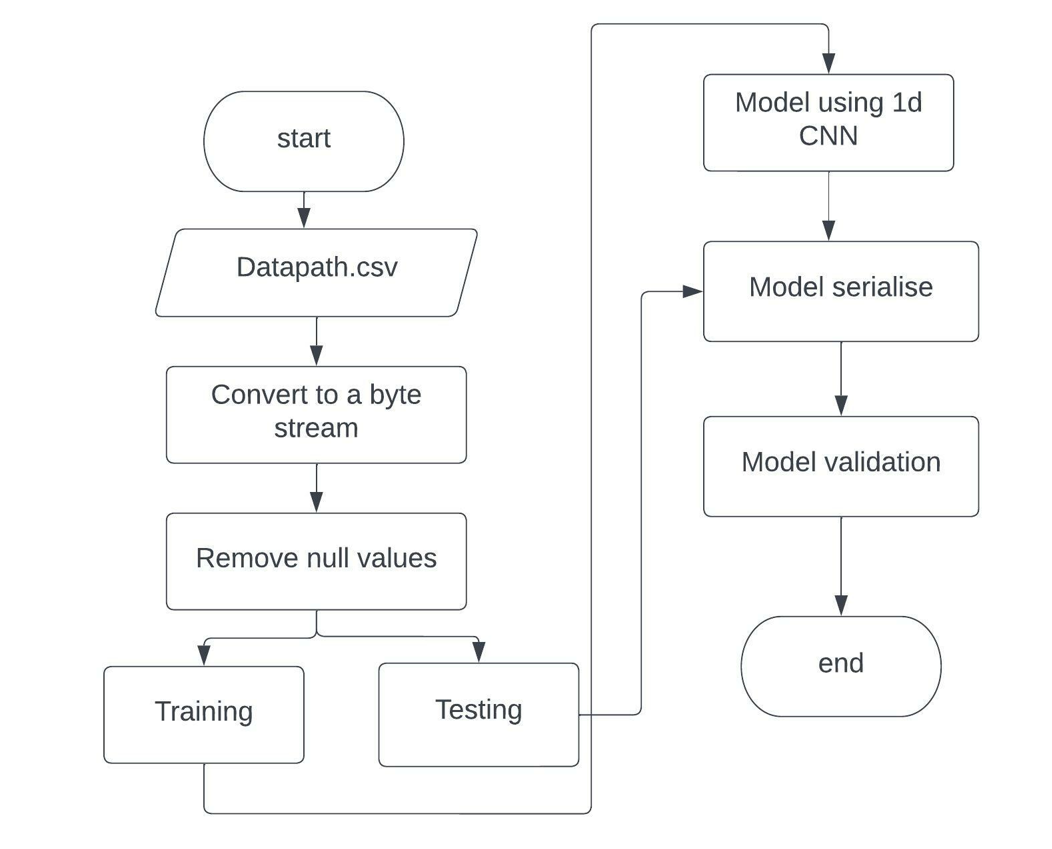 start
Datapath.csv
Convert to a byte
stream
Remove null values
Training
Testing
Model using 1d
CNN
Model serialise
Model validation
end